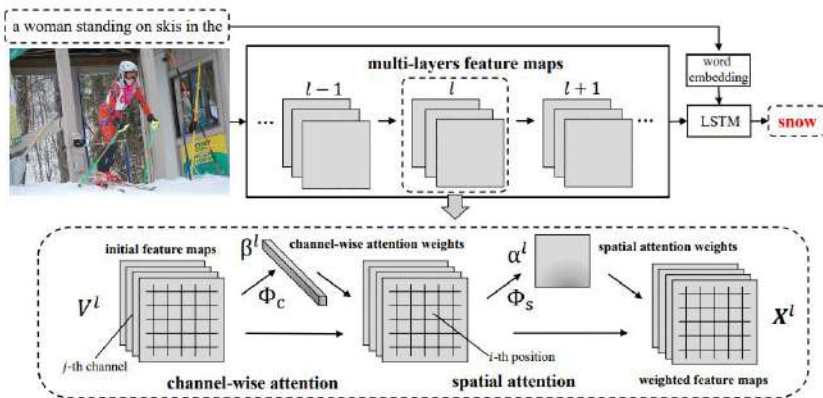 a woman standing on skis in the
multi-layers feature maps
word
embedding
l − 1
l
l + 1
...
...
LSTM
snow
initial feature maps
β^l
channel-wise attention weights
α^l
spatial attention weights
V^l
Φ_c
Φ_s
X^l
j-th channel
i-th position
channel-wise attention
spatial attention
weighted feature maps